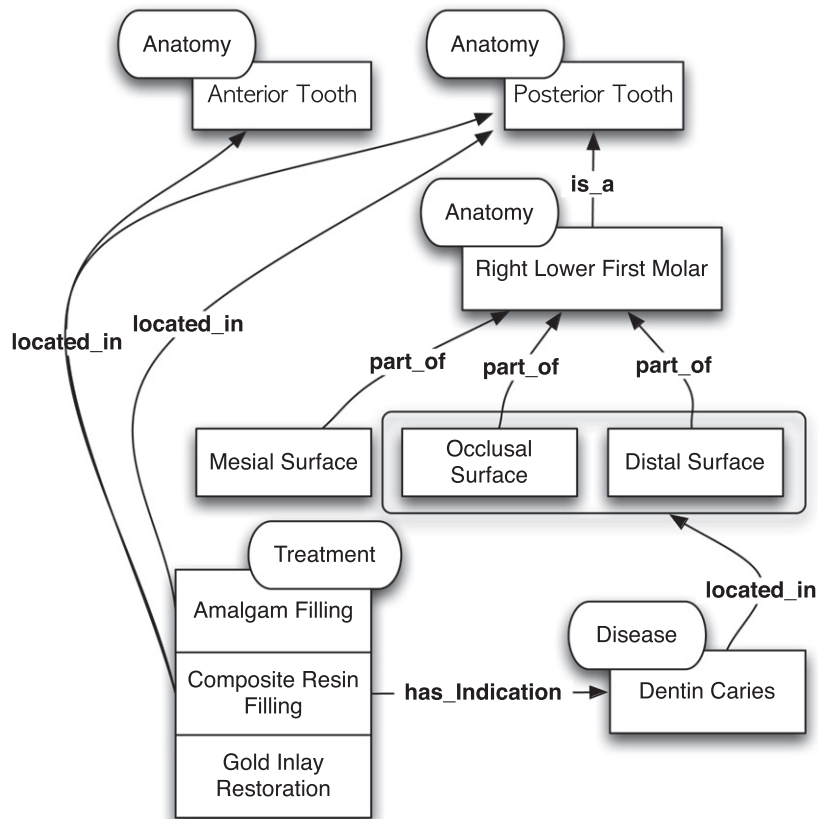 Anatomy
Anterior Tooth
Anatomy
Posterior Tooth
is_a
Anatomy
Right Lower First Molar
located_in
located_in
part_of
part_of
part_of
Mesial Surface
Occlusal
Surface
Distal Surface
Treatment
Amalgam Filling
Composite Resin
Filling
Gold Inlay
Restoration
has_Indication
located_in
Disease
Dentin Caries